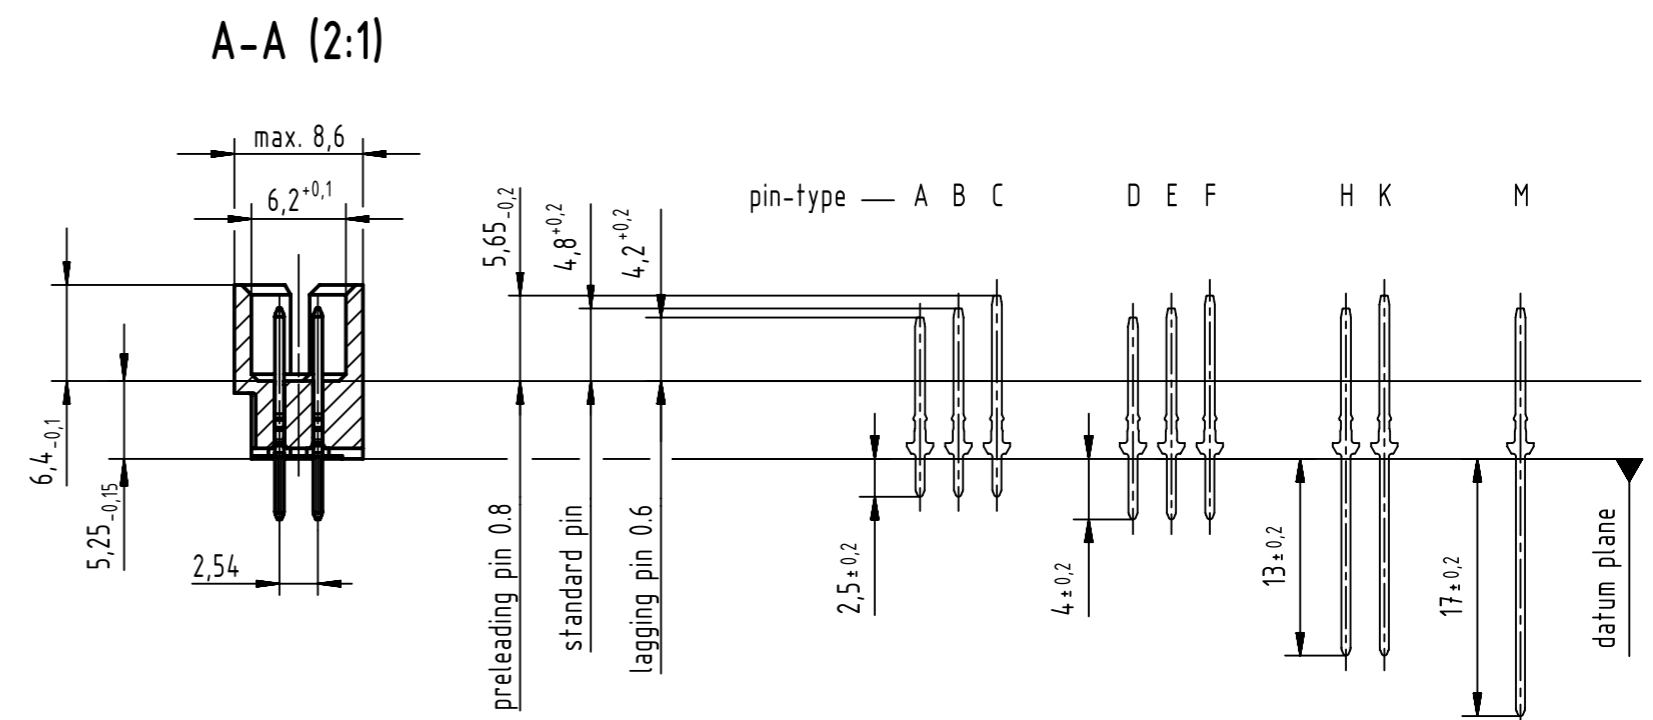 A-A (2:1)
max. 8,6
6,2+0,1
6,4-0,1
5,25-0,15
2,54
5,65-0,2
4,8+0,2
4,2+0,2
preleading pin 0.8
standard pin
lagging pin 0.6
pin-type — A B C D E F H K M
2,5±0,2
4±0,2
13±0,2
17±0,2
datum plane